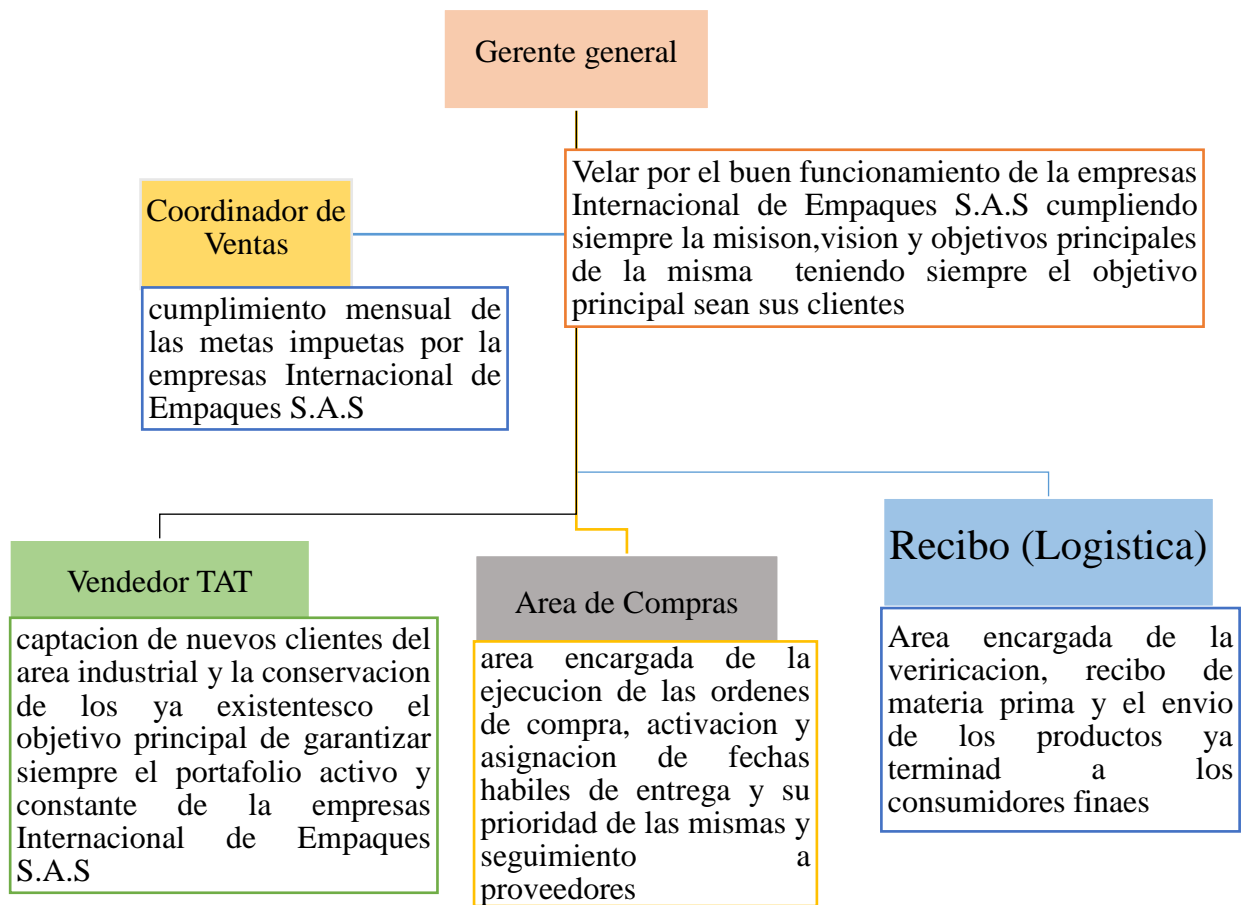 Gerente general
Velar por el buen funcionamiento de la empresas
Internacional de Empaques S.A.S cumpliendo
siempre la misison,vision y objetivos principales
de la misma teniendo siempre el objetivo
principal sean sus clientes
Coordinador de
Ventas
cumplimiento mensual de
las metas impuetas por la
empresas Internacional de
Empaques S.A.S
Vendedor TAT
captacion de nuevos clientes del
area industrial y la conservacion
de los ya existentesco el
objetivo principal de garantizar
siempre el portafolio activo y
constante de la empresas
Internacional de Empaques
S.A.S
Area de Compras
area encargada de la
ejecucion de las ordenes
de compra, activacion y
asignacion de fechas
habiles de entrega y su
prioridad de las mismas y
seguimiento a
proveedores
Recibo (Logistica)
Area encargada de la
veriricacion, recibo de
materia prima y el envio
de los productos ya
terminad a los
consumidores finaes